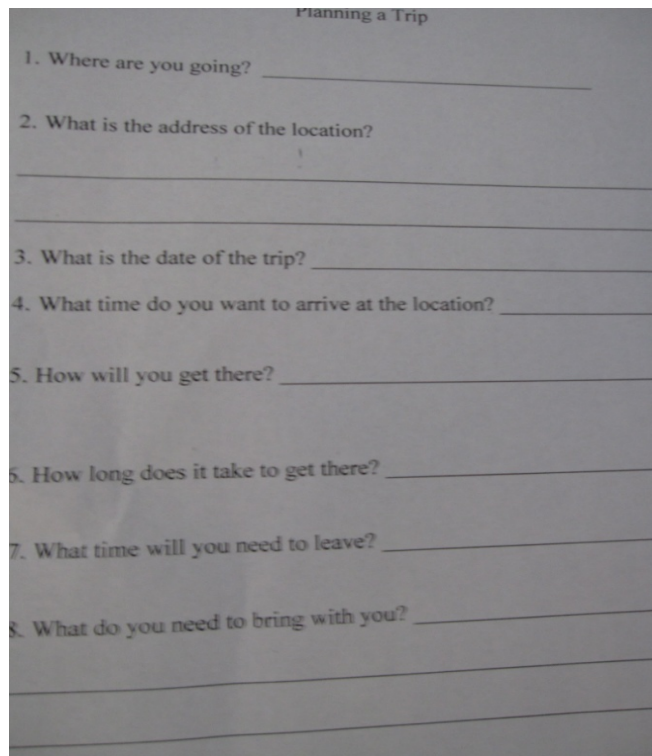 Planning a Trip
1. Where are you going?
2. What is the address of the location?
3. What is the date of the trip?
4. What time do you want to arrive at the location?
5. How will you get there?
6. How long does it take to get there?
7. What time will you need to leave?
8. What do you need to bring with you?